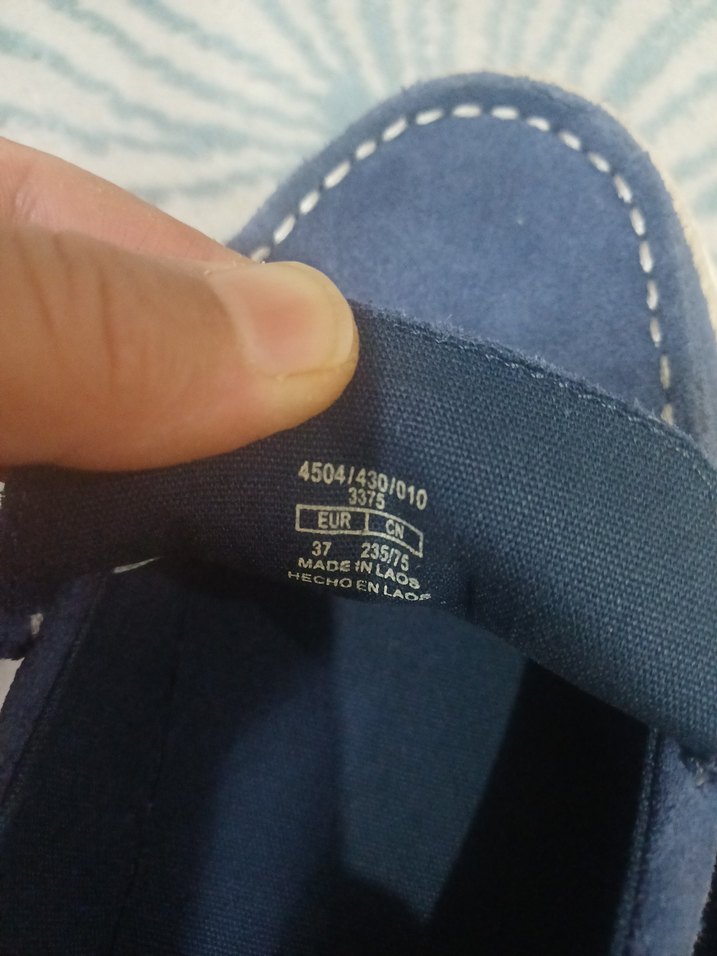 4504/430/010
3375
EUR CN
37 235/75
MADE IN LAOS
HECHO EN LAOS